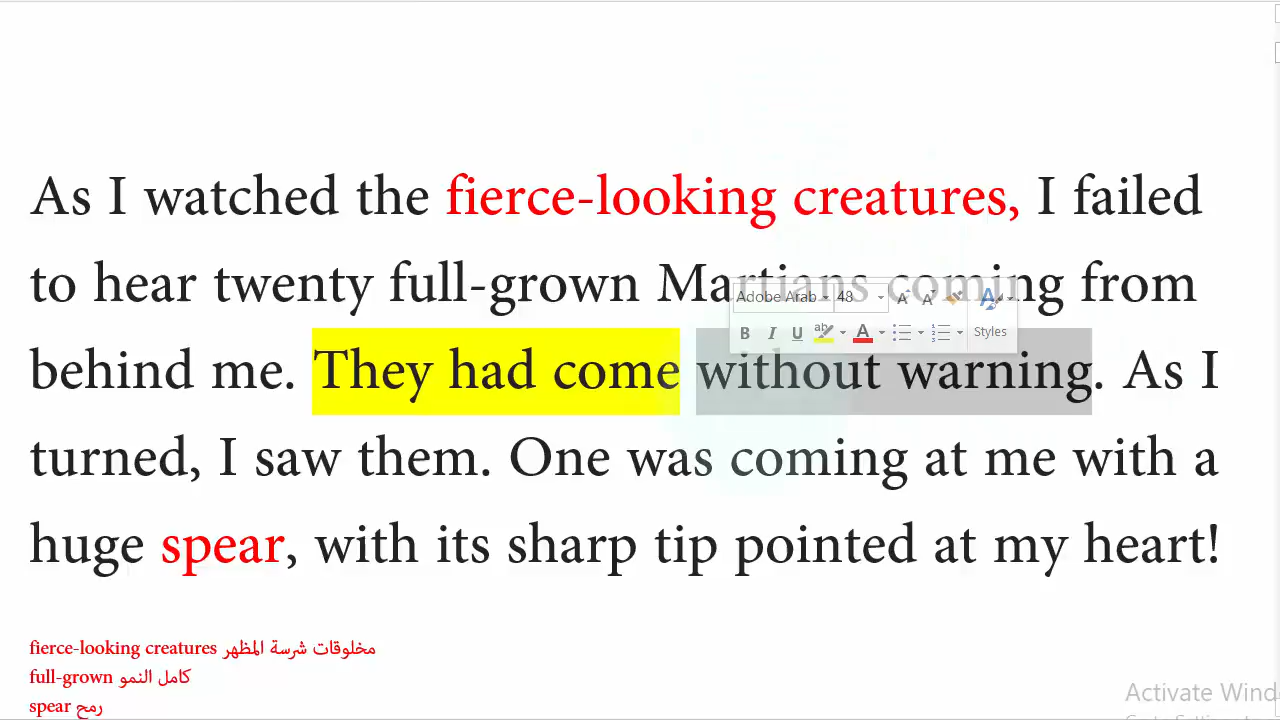 As I watched the fierce-looking creatures, I failed
to hear twenty full-grown Martians coming from
Adobe Arab 48
B I U Styles
behind me. They had come without warning. As I
turned, I saw them. One was coming at me with a
huge spear, with its sharp tip pointed at my heart!
fierce-looking creatures مخلوقات شرسة المظهر
full-grown كامل النمو
spear رمح
Activate Wind